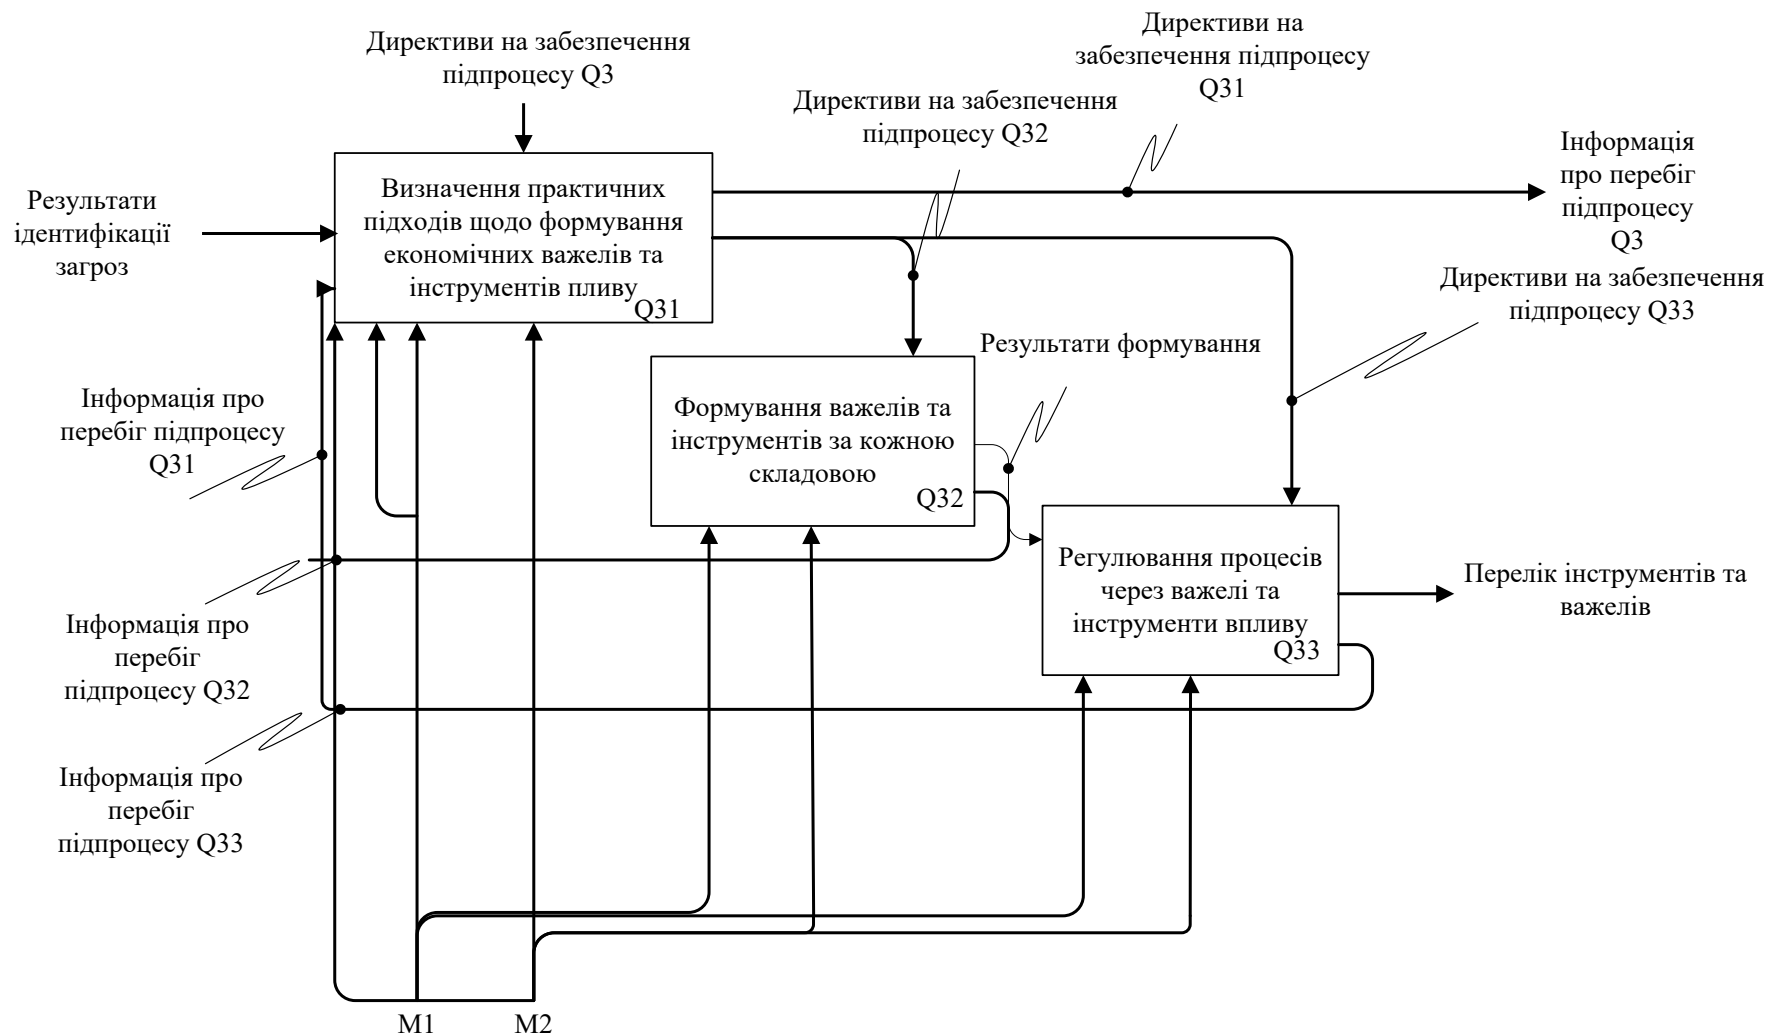 Директиви на забезпечення
підпроцесу Q3
Директиви на
забезпечення підпроцесу
Q31
Директиви на забезпечення
підпроцесу Q32
Інформація
про перебіг
підпроцесу
Q3
Результати
ідентифікації
загроз
Визначення практичних
підходів щодо формування
економічних важелів та
інструментів пливу
Q31
Директиви на забезпечення
підпроцесу Q33
Результати формування
Інформація про
перебіг підпроцесу
Q31
Формування важелів та
інструментів за кожною
складовою
Q32
Регулювання процесів
через важелі та
інструменти впливу
Q33
Перелік інструментів та
важелів
Інформація про
перебіг
підпроцесу Q32
Інформація про
перебіг
підпроцесу Q33
М1
М2